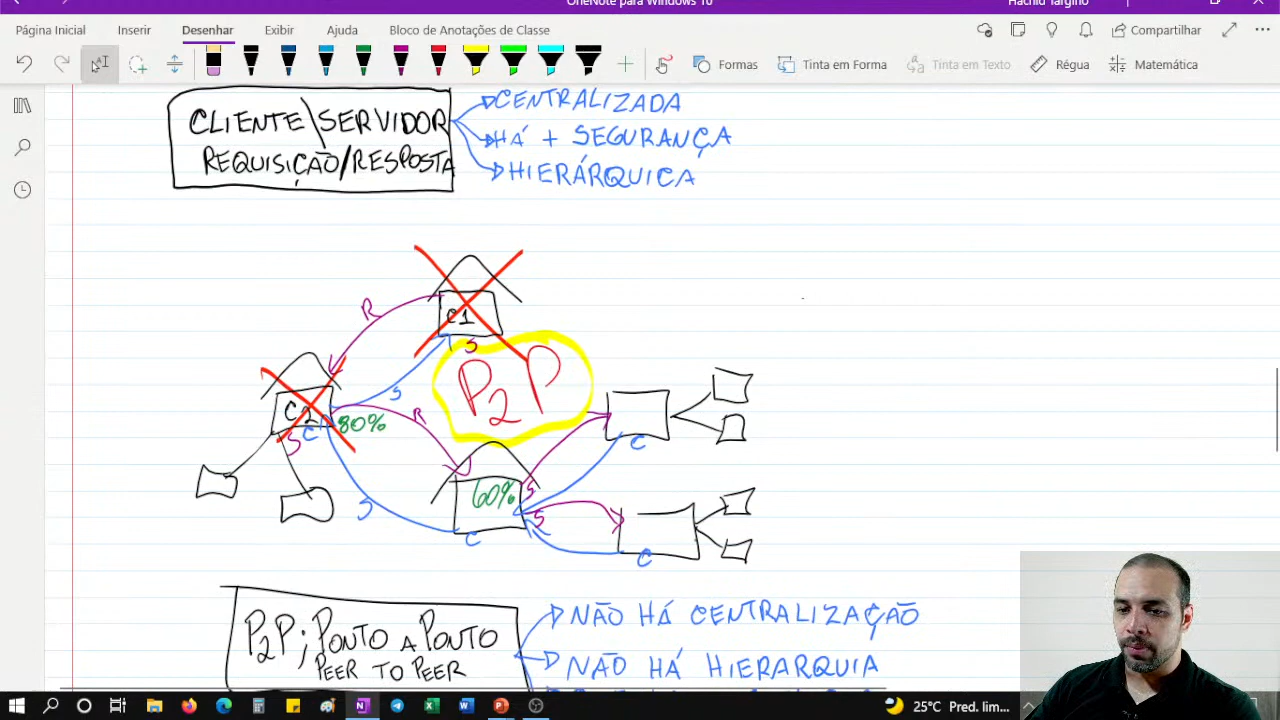 OneNote para Windows 10
Hachid Targino
Página Inicial Inserir Desenhar Exibir Ajuda Bloco de Anotações de Classe Compartilhar
Formas Tinta em Forma Tinta em Texto Régua Matemática
CENTRALIZADA
CLIENTE\SERVIDOR
HÁ + SEGURANÇA
REQUISIÇÃO/RESPOSTA
HIERÁRQUICA
R
C1
S
P2P
S
C2
R
80%
S C
C
60%
S
S
S
C
C
P2P; PONTO A PONTO
PEER TO PEER
NÃO HÁ CENTRALIZAÇÃO
NÃO HÁ HIERARQUIA
25°C Pred. lim...